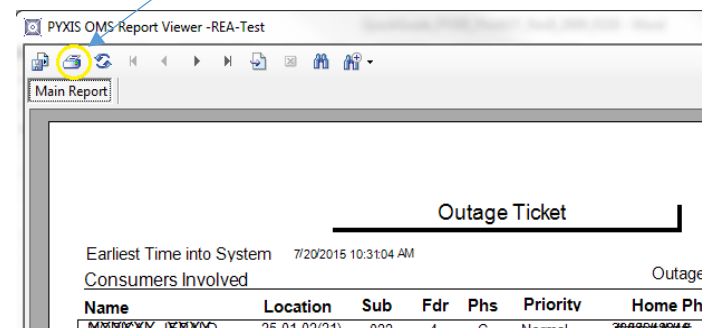 PYXIS OMS Report Viewer -REA-Test
Main Report
Outage Ticket
Earliest Time into System 7/20/2015 10:31:04 AM
Consumers Involved Outage
Name Location Sub Fdr Phs Priority Home Ph